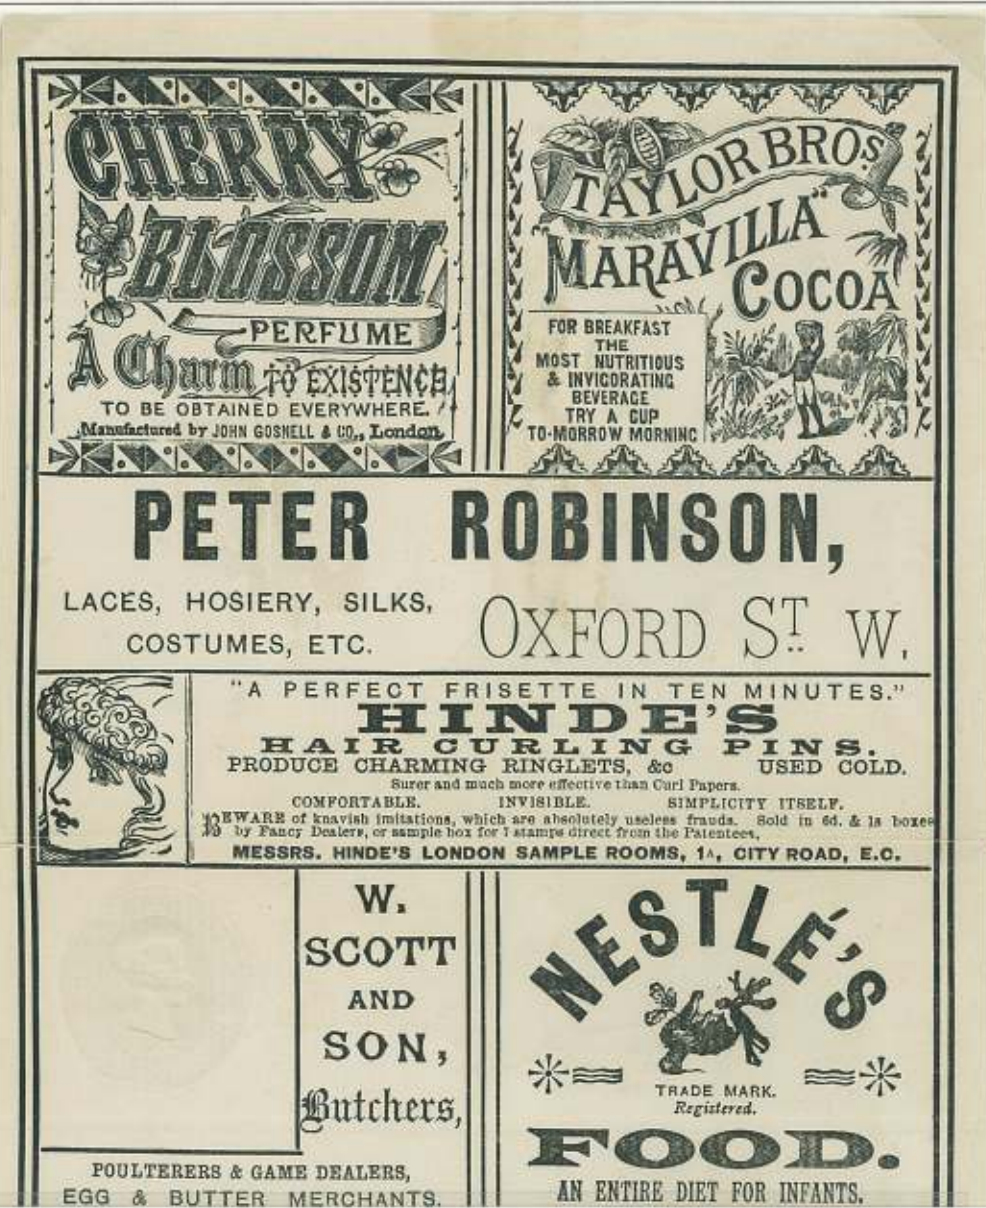 CHERRY
BLOSSOM
PERFUME
A Charm TO EXISTENCE
TO BE OBTAINED EVERYWHERE.
Manufactured by JOHN GOSNELL & CO., London.
TAYLOR BROS
"MARAVILLA"
COCOA
FOR BREAKFAST
THE
MOST NUTRITIOUS
& INVIGORATING
BEVERAGE
TRY A CUP
TO-MORROW MORNING
PETER ROBINSON,
LACES, HOSIERY, SILKS,
COSTUMES, ETC.
OXFORD ST. W.
"A PERFECT FRISETTE IN TEN MINUTES."
HINDE'S
HAIR CURLING PINS.
PRODUCE CHARMING RINGLETS, &c USED COLD.
Surer and much more effective than Curl Papers.
COMFORTABLE. INVISIBLE. SIMPLICITY ITSELF.
BEWARE of knavish imitations, which are absolutely useless frauds. Sold in 6d. & 1s boxes
by Fancy Dealers, or sample box for 7 stamps direct from the Patentees,
MESSRS. HINDE'S LONDON SAMPLE ROOMS, 1A, CITY ROAD, E.C.
W.
SCOTT
AND
SON,
Butchers,
POULTERERS & GAME DEALERS,
EGG & BUTTER MERCHANTS.
NESTLÉ'S
TRADE MARK.
Registered.
FOOD.
AN ENTIRE DIET FOR INFANTS.